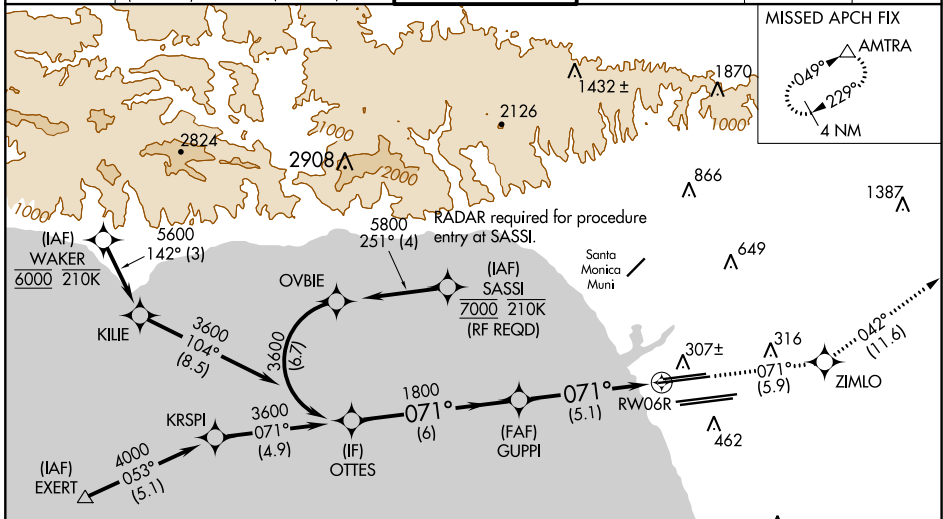 MISSED APCH FIX
AMTRA
049°
229°
4 NM
1432 ±
1870
1000
2126
1000
2824
2908
2000
1000
866
1387
649
5600
142° (3)
(IAF)
WAKER
6000 210K
KILIE
5800
251° (4)
RADAR required for procedure
entry at SASSI.
Santa
Monica
Muni
OVBIE
(IAF)
SASSI
7000 210K
(RF REQD)
3600
104°
(8.5)
3600
(6.7)
307±
316
042°
(11.6)
071°
(5.9)
ZIMLO
RW06R
462
KRSPI
3600
071°
(4.9)
1800
071°
(6)
071°
(5.1)
(IF)
OTTES
(FAF)
GUPPI
4000
053°
(5.1)
(IAF)
EXERT